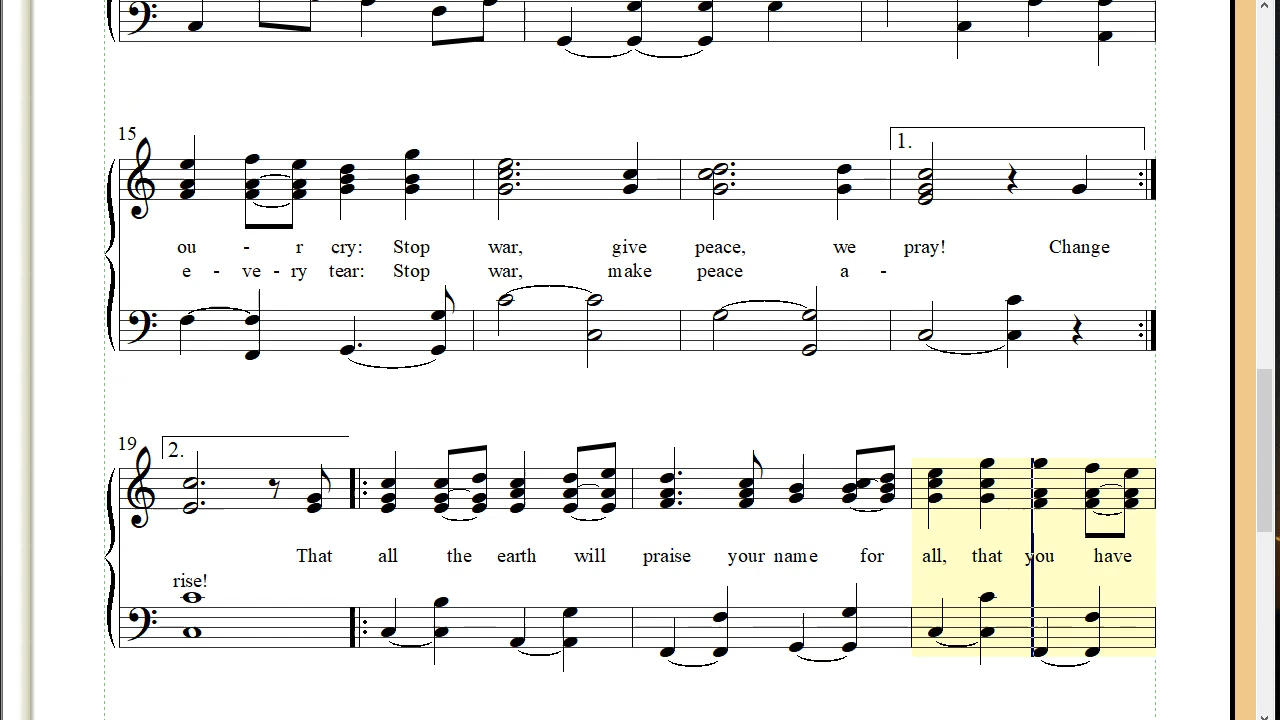 15
1.
ou - r cry: Stop war, give peace, we pray! Change
e - ve - ry tear: Stop war, make peace a -
19
2.
That all the earth will praise your name for all, that you have
rise!